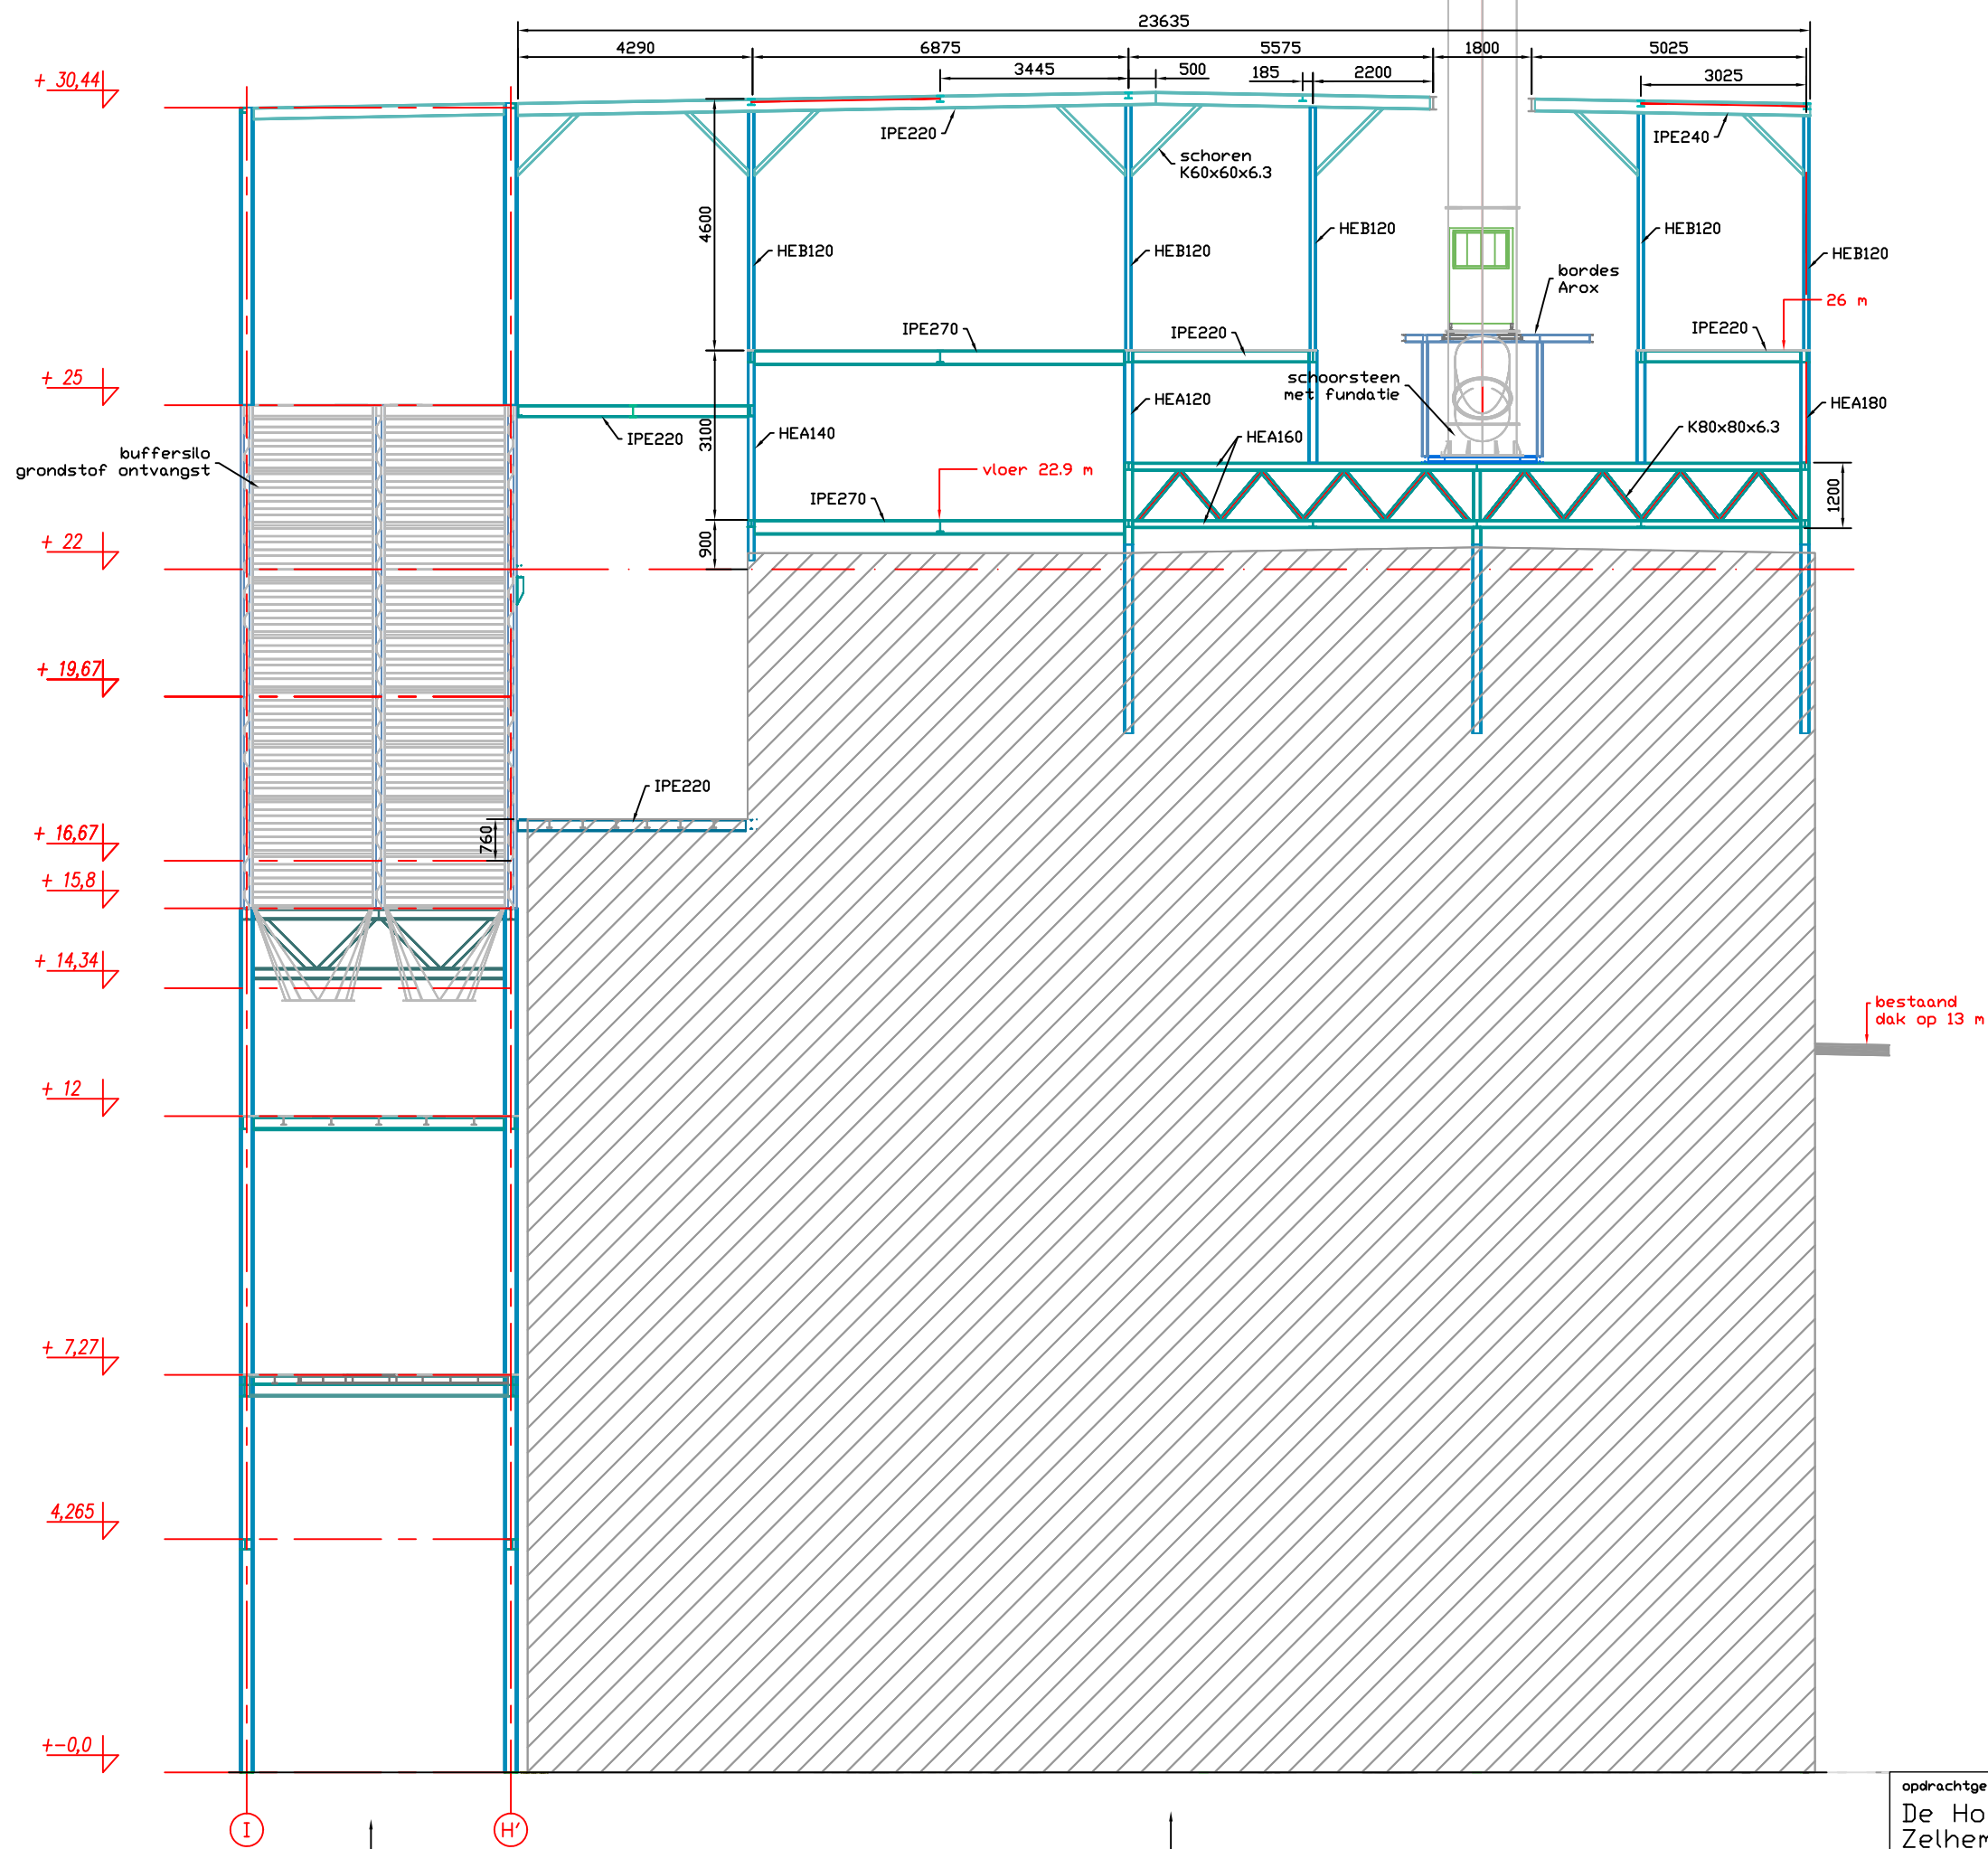 23635
4290
6875
5575
1800
5025
3445
500
185
2200
3025
+ 30,44
IPE220
IPE240
schoren
K60x60x6.3
4600
HEB120
HEB120
HEB120
HEB120
HEB120
bordes
Arox
26 m
IPE270
IPE220
IPE220
+ 25
schoorsteen
met fundatie
HEA120
HEA180
IPE220
3100
HEA140
HEA160
K80x80x6.3
buffersilo
grondstof ontvangst
vloer 22.9 m
IPE270
1200
+ 22
900
+ 19,67
IPE220
+ 16,67
760
+ 15,8
+ 14,34
bestaand
dak op 13 m
+ 12
+ 7,27
4,265
+-0,0
opdrachtge
De Ho
Zelhem
I
H'